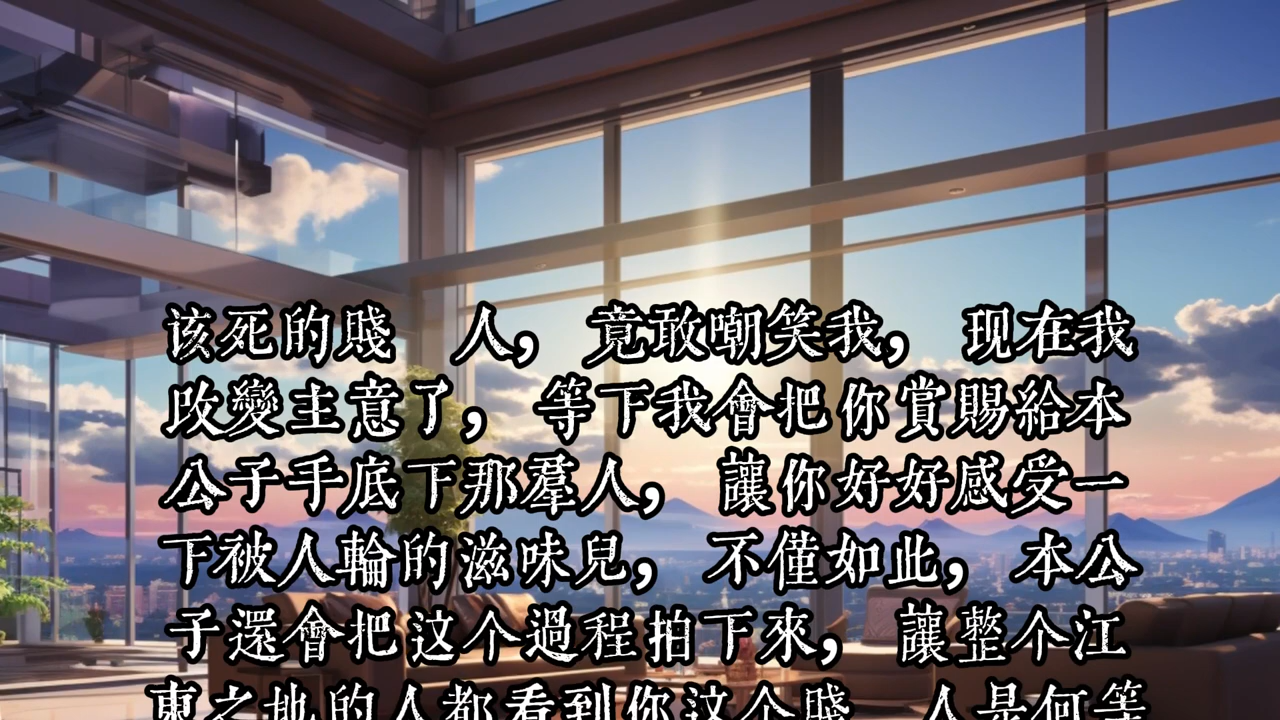 该死的賤 人， 竟敢嘲笑我， 现在我
改變主意了， 等下我會把你賞賜給本
公子手底下那羣人， 讓你好好感受一
下被人輪的滋味兒， 不僅如此， 本公
子還會把这个過程拍下來， 讓整个江
東之地的人都看到你这个賤 人是何等